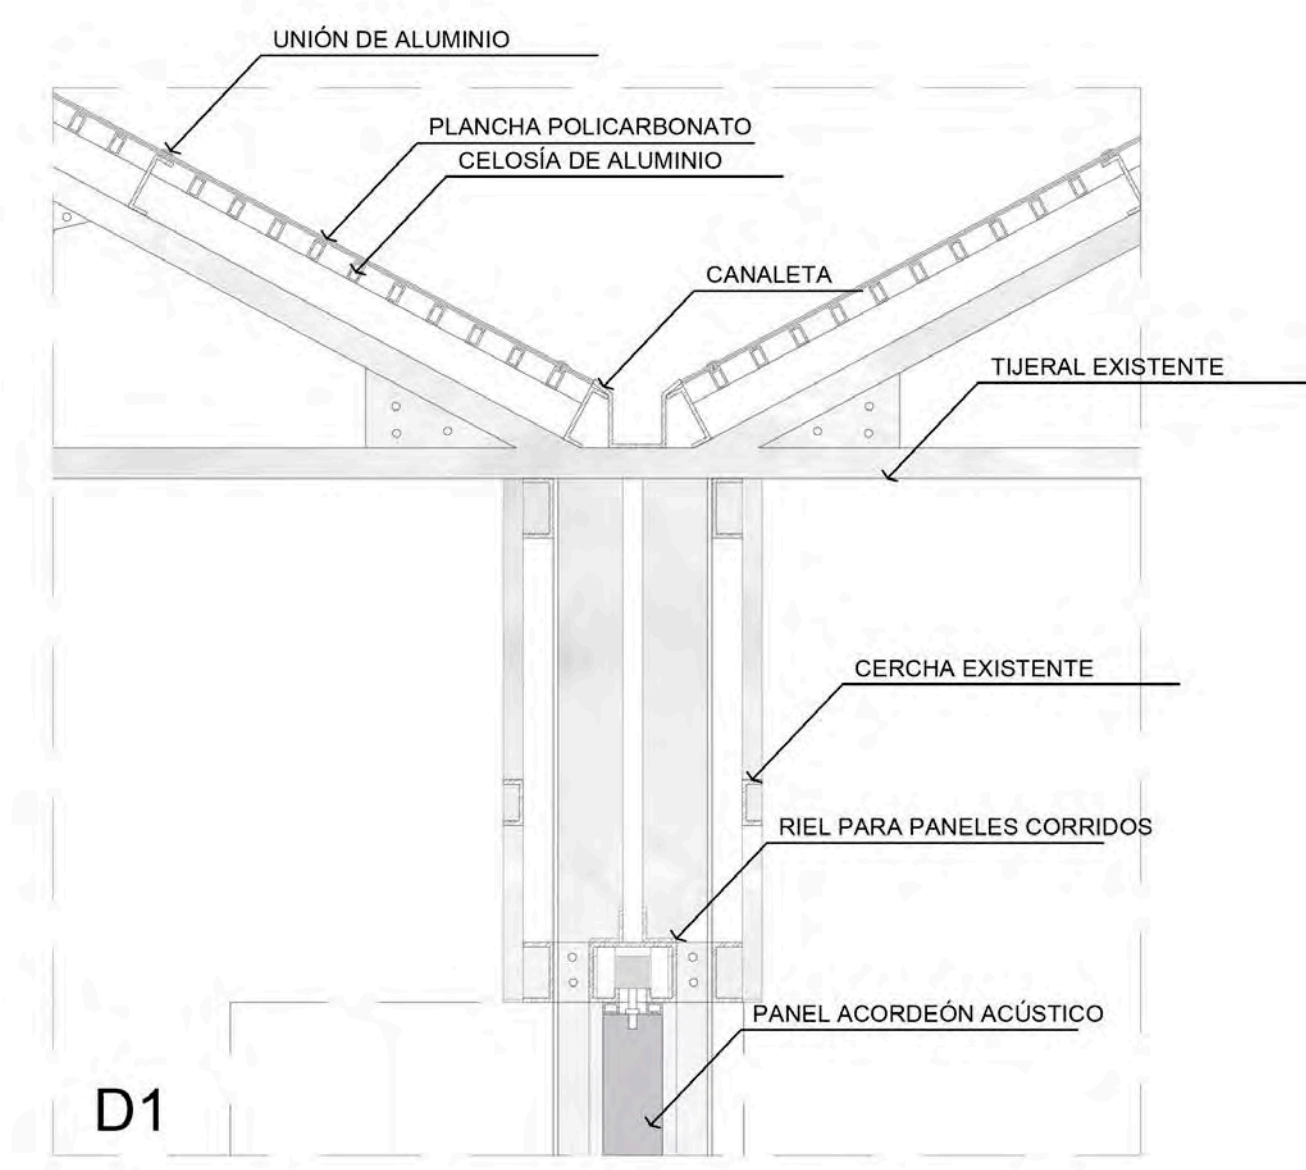 UNIÓN DE ALUMINIO
PLANCHA POLICARBONATO
CELOSÍA DE ALUMINIO
CANALETA
TIJERAL EXISTENTE
CERCHA EXISTENTE
RIEL PARA PANELES CORRIDOS
PANEL ACORDEÓN ACÚSTICO
D1